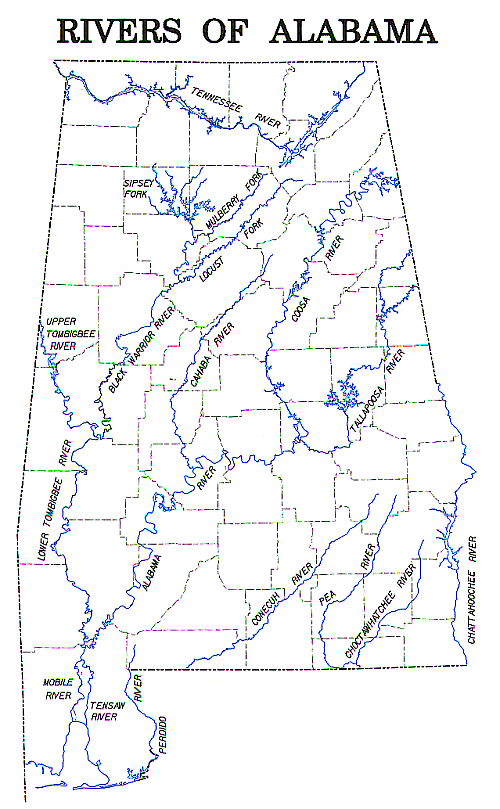 RIVERS OF ALABAMA
TENNESSEE RIVER
SIPSEY
FORK
MULBERRY FORK
LOCUST FORK
COOSA RIVER
UPPER
TOMBIGBEE
RIVER
BLACK WARRIOR RIVER
CAHABA RIVER
TALLAPOOSA RIVER
LOWER TOMBIGBEE RIVER
ALABAMA RIVER
CONECUH RIVER
PEA RIVER
CHOCTAWHATCHEE RIVER
CHATTAHOOCHEE RIVER
MOBILE
RIVER
TENSAW
RIVER
PERDIDO RIVER